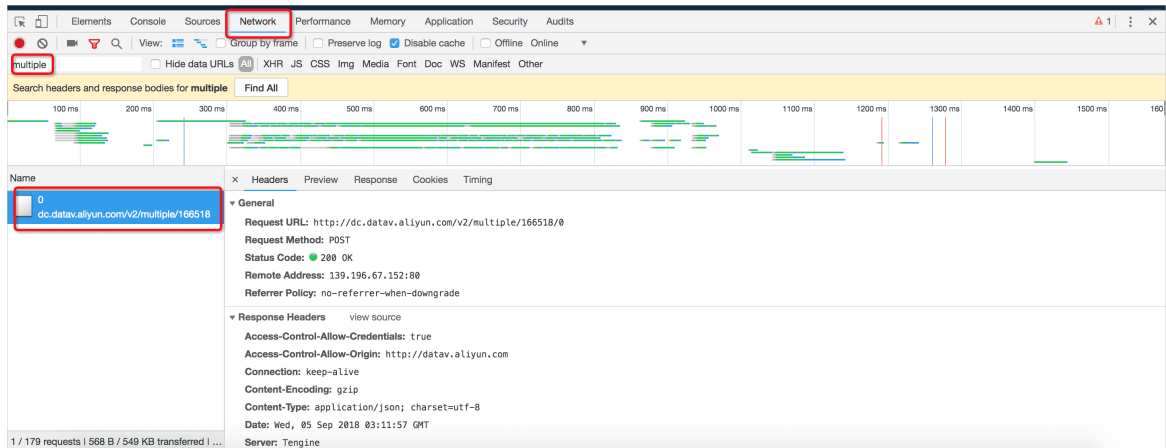 Elements Console Sources Network Performance Memory Application Security Audits 1
View: Group by frame Preserve log Disable cache Offline Online
multiple Hide data URLs All XHR JS CSS Img Media Font Doc WS Manifest Other
Search headers and response bodies for multiple Find All
100 ms 200 ms 300 ms 400 ms 500 ms 600 ms 700 ms 800 ms 900 ms 1000 ms 1100 ms 1200 ms 1300 ms 1400 ms 1500 ms 160
Name × Headers Preview Response Cookies Timing
0
dc.datav.aliyun.com/v2/multiple/166518
General
Request URL: http://dc.datav.aliyun.com/v2/multiple/166518/0
Request Method: POST
Status Code: 200 OK
Remote Address: 139.196.67.152:80
Referrer Policy: no-referrer-when-downgrade
Response Headers view source
Access-Control-Allow-Credentials: true
Access-Control-Allow-Origin: http://datav.aliyun.com
Connection: keep-alive
Content-Encoding: gzip
Content-Type: application/json; charset=utf-8
Date: Wed, 05 Sep 2018 03:11:57 GMT
Server: Tengine
1 / 179 requests | 568 B / 549 KB transferred | ...